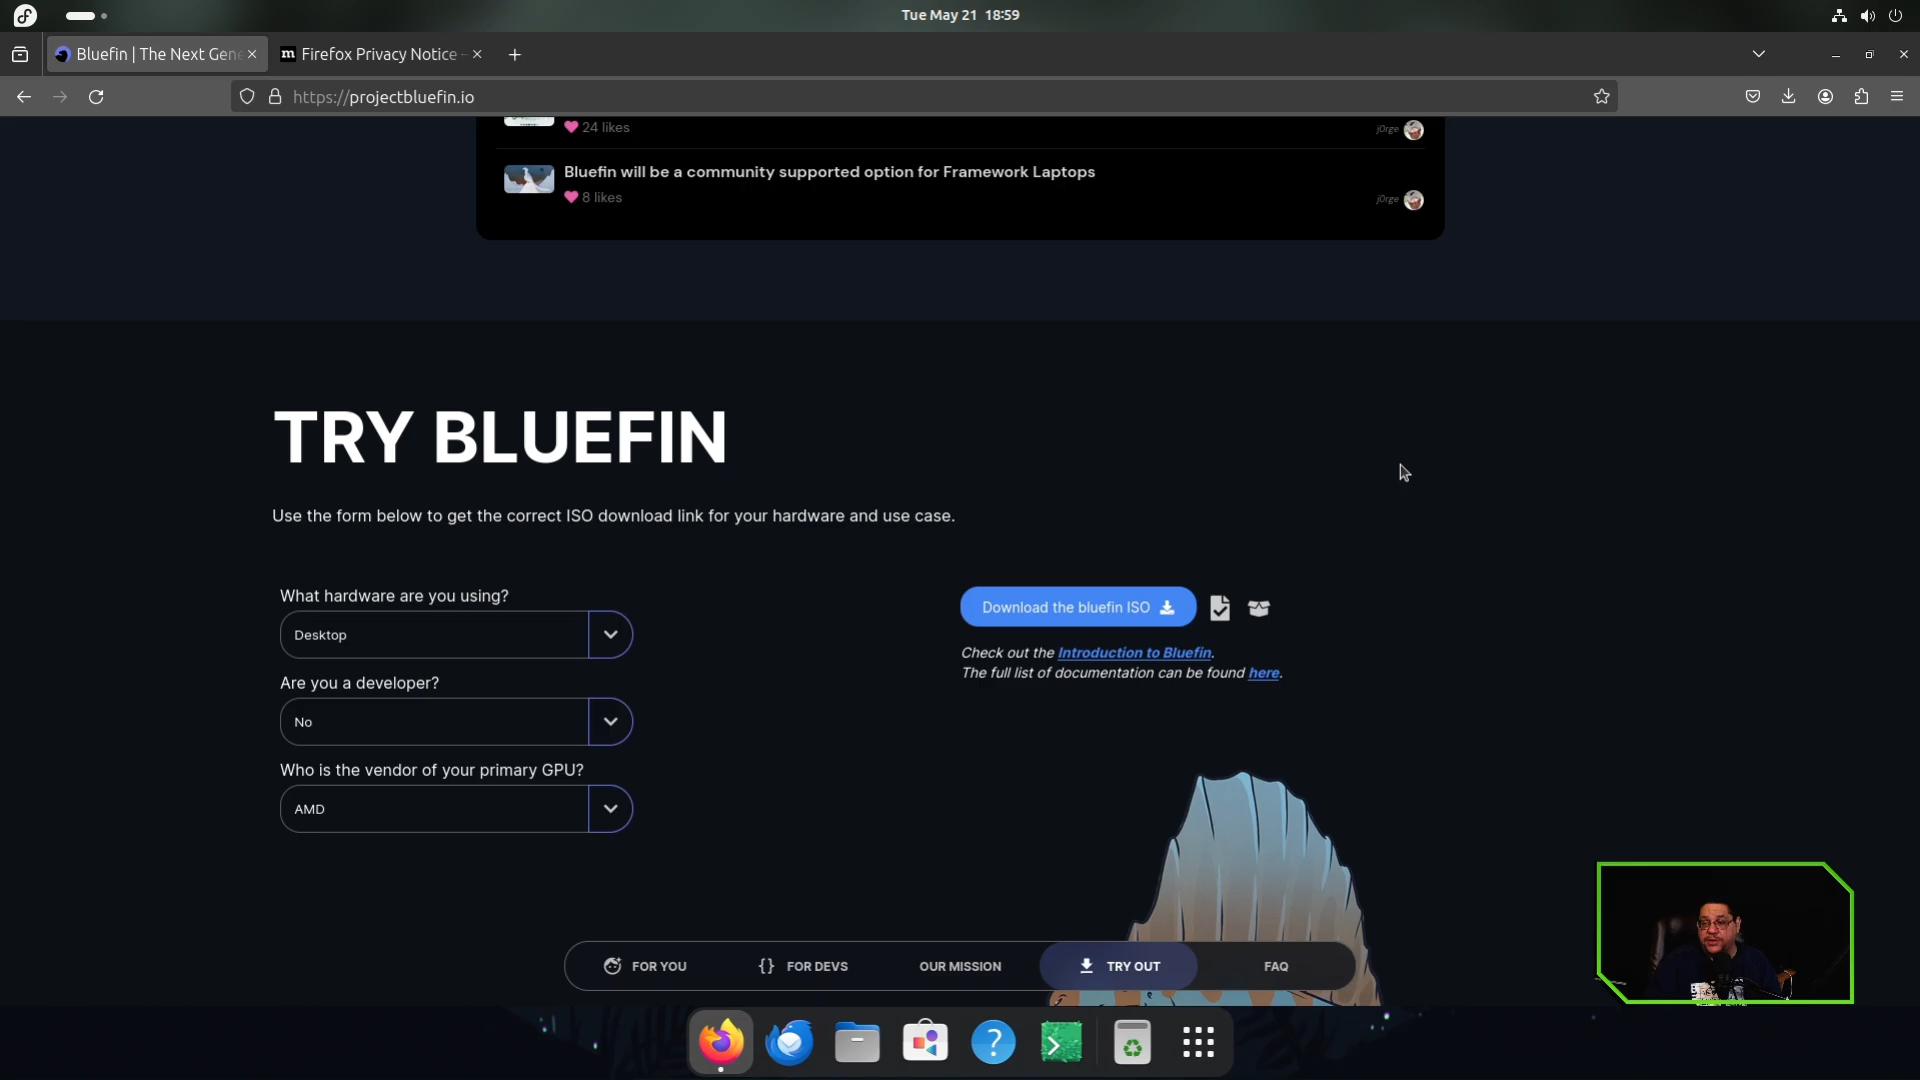 Tue May 21 18:59
Bluefin | The Next Gene
Firefox Privacy Notice
https://projectbluefin.io
24 likes
j0rge
Bluefin will be a community supported option for Framework Laptops
8 likes
j0rge
TRY BLUEFIN
Use the form below to get the correct ISO download link for your hardware and use case.
What hardware are you using?
Desktop
Are you a developer?
No
Who is the vendor of your primary GPU?
AMD
Download the bluefin ISO
Check out the Introduction to Bluefin.
The full list of documentation can be found here.
FOR YOU
{} FOR DEVS
OUR MISSION
TRY OUT
FAQ